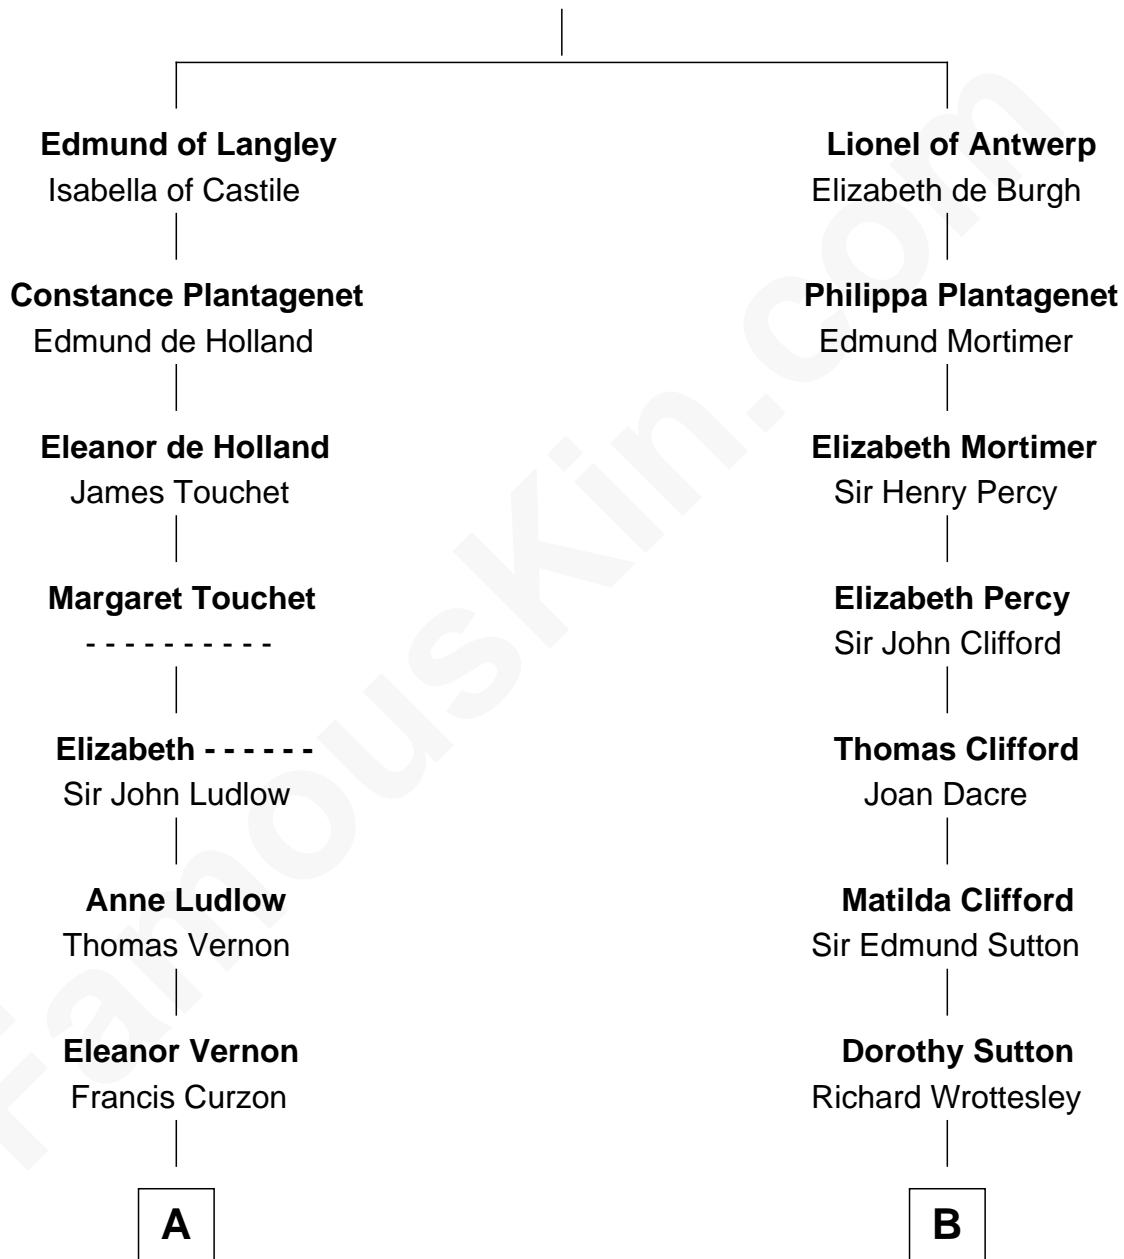 Edmund of Langley
Isabella of Castile
Constance Plantagenet
Edmund de Holland
Eleanor de Holland
James Touchet
Margaret Touchet
- - - - - - - - - -
Elizabeth - - - - - -
Sir John Ludlow
Anne Ludlow
Thomas Vernon
Eleanor Vernon
Francis Curzon
A
Lionel of Antwerp
Elizabeth de Burgh
Philippa Plantagenet
Edmund Mortimer
Elizabeth Mortimer
Sir Henry Percy
Elizabeth Percy
Sir John Clifford
Thomas Clifford
Joan Dacre
Matilda Clifford
Sir Edmund Sutton
Dorothy Sutton
Richard Wrottesley
B
FamousKin.com